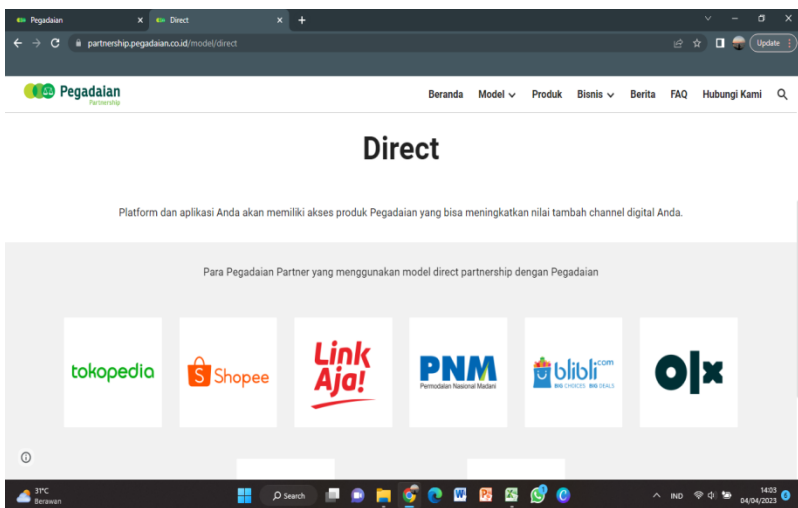 Pegadaian
Direct
partnership.pegadaian.co.id/model/direct
Update
Pegadaian
Partnership
Beranda Model Produk Bisnis Berita FAQ Hubungi Kami
Direct
Platform dan aplikasi Anda akan memiliki akses produk Pegadaian yang bisa meningkatkan nilai tambah channel digital Anda.
Para Pegadaian Partner yang menggunakan model direct partnership dengan Pegadaian
tokopedia
S Shopee
Link
Aja!
PNM
Permodalan Nasional Madani
blibli.com
BIG CHOICES BIG DEALS
olx
31°C
Berawan
Search
IND
14:03
04/04/2023